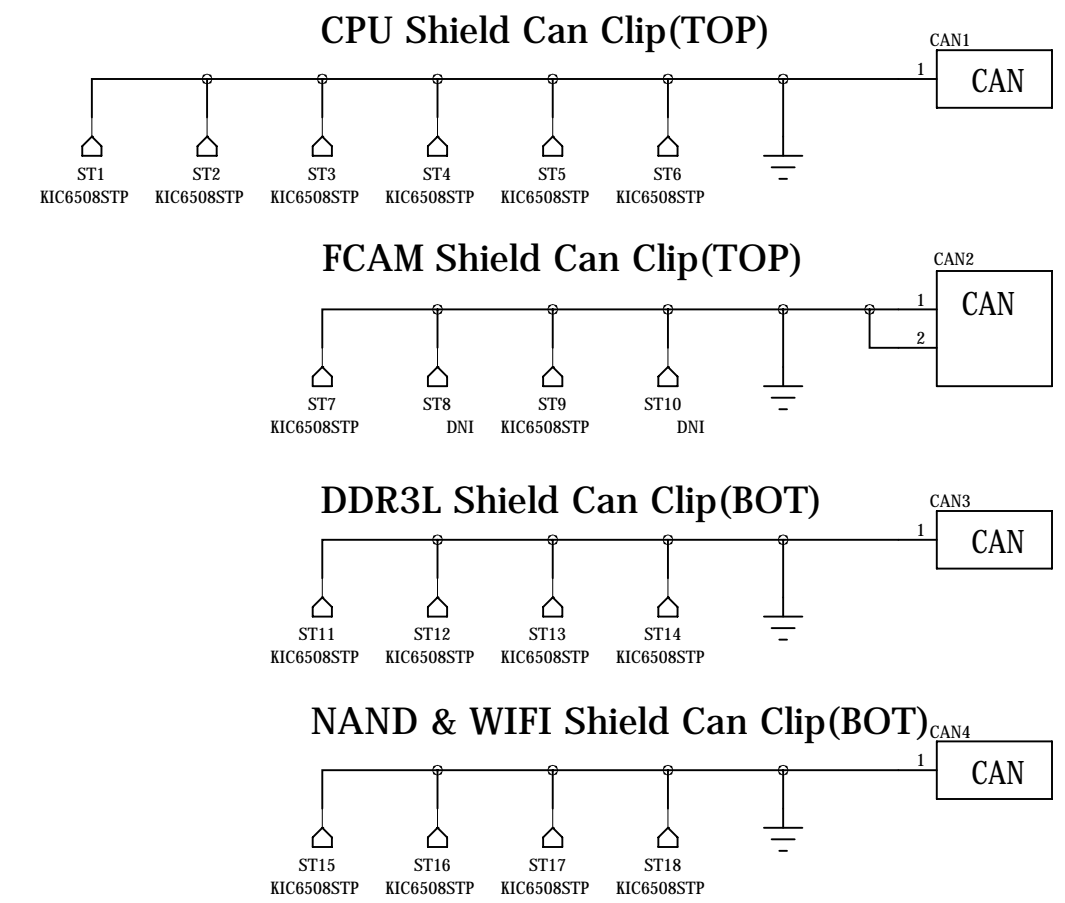 CPU Shield Can Clip(TOP)
CAN1
1
CAN
ST1 ST2 ST3 ST4 ST5 ST6
KIC6508STP KIC6508STP KIC6508STP KIC6508STP KIC6508STP KIC6508STP
FCAM Shield Can Clip(TOP)
CAN2
1
CAN
2
ST7 ST8 ST9 ST10
KIC6508STP DNI KIC6508STP DNI
DDR3L Shield Can Clip(BOT)
CAN3
1
CAN
ST11 ST12 ST13 ST14
KIC6508STP KIC6508STP KIC6508STP KIC6508STP
NAND & WIFI Shield Can Clip(BOT)
CAN4
1
CAN
ST15 ST16 ST17 ST18
KIC6508STP KIC6508STP KIC6508STP KIC6508STP